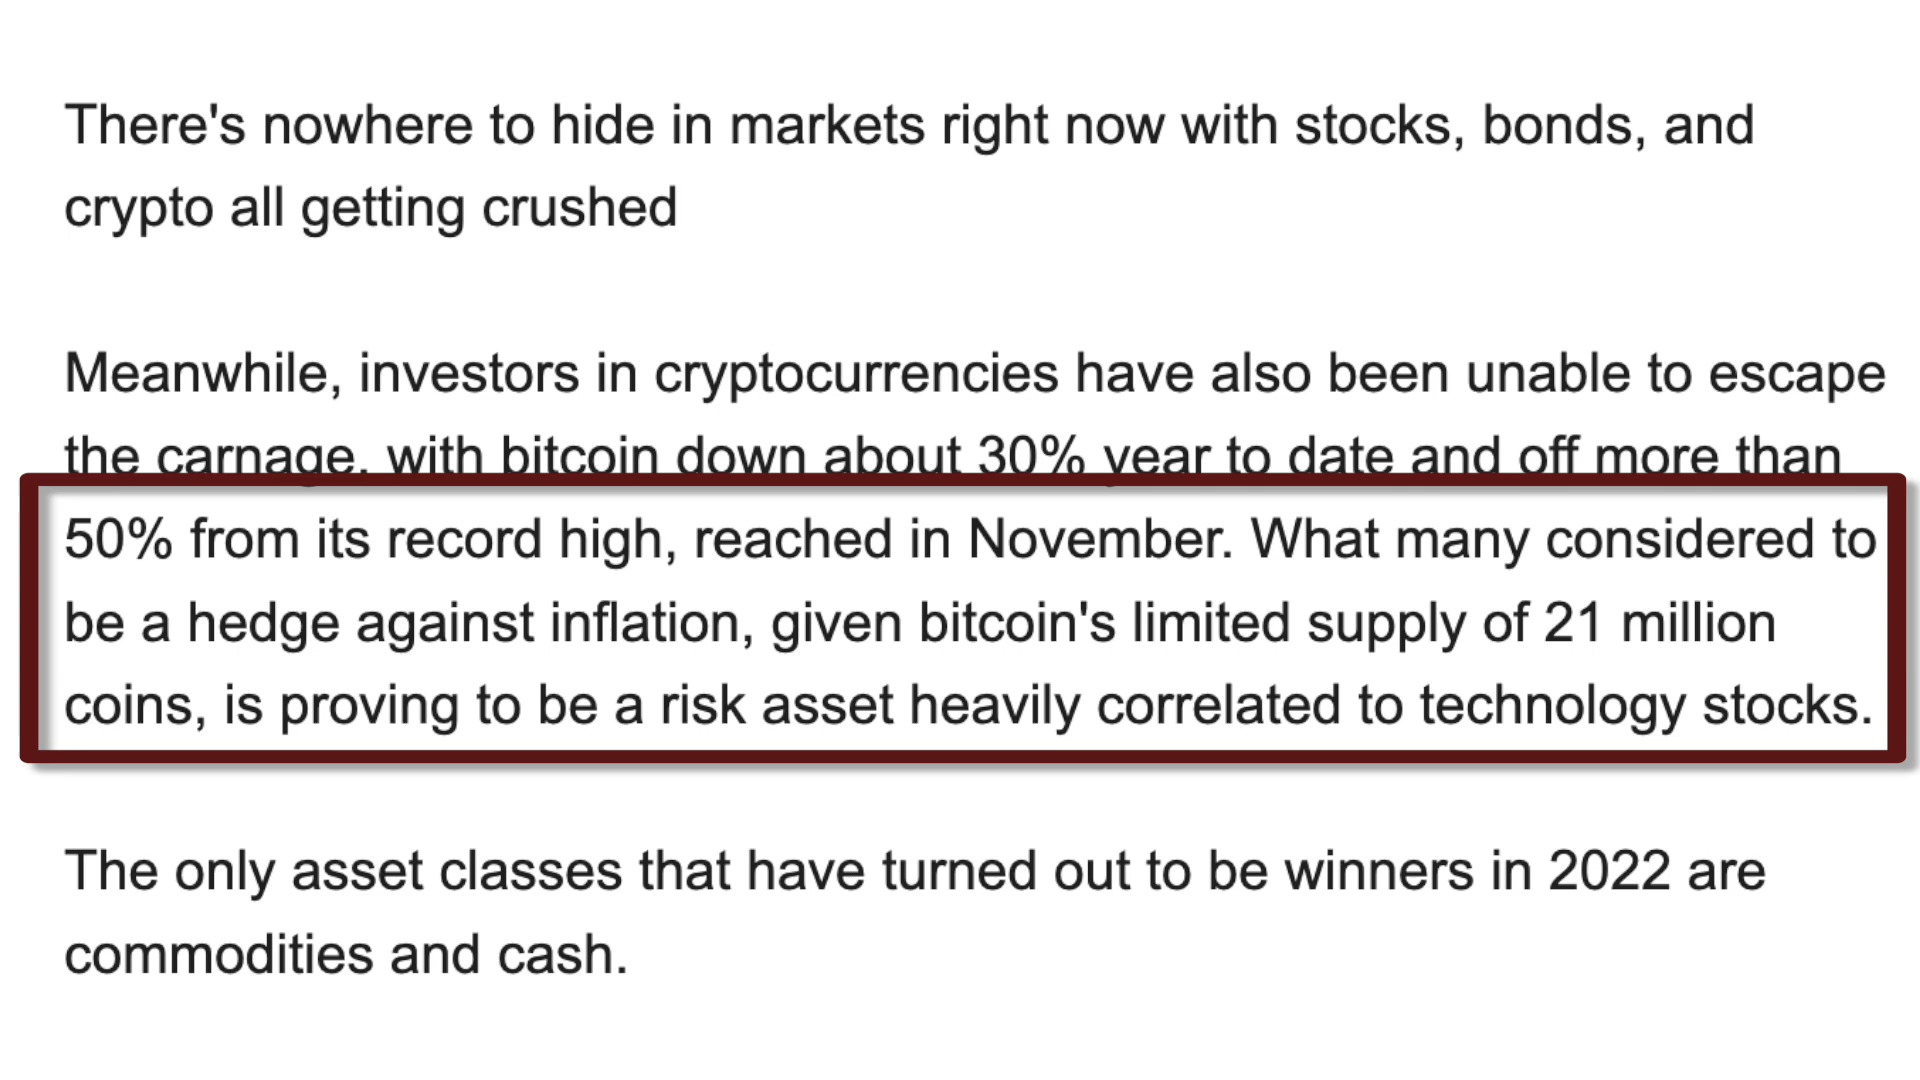 There's nowhere to hide in markets right now with stocks, bonds, and
crypto all getting crushed
Meanwhile, investors in cryptocurrencies have also been unable to escape
the carnage, with bitcoin down about 30% year to date and off more than
50% from its record high, reached in November. What many considered to
be a hedge against inflation, given bitcoin's limited supply of 21 million
coins, is proving to be a risk asset heavily correlated to technology stocks.
The only asset classes that have turned out to be winners in 2022 are
commodities and cash.